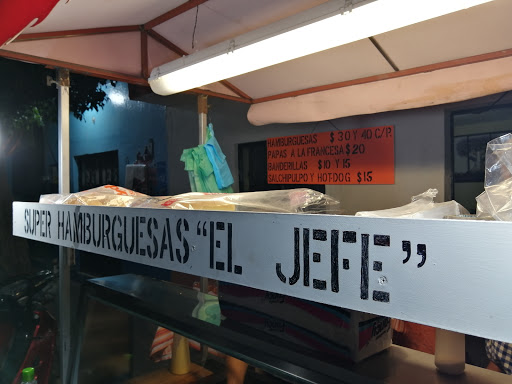 HAMBURGUESAS $30 Y 40 C/P.
PAPAS A LA FRANCESA $20
BANDERILLAS $10 Y 15
SALCHIPULPO Y HOT-DOG $15
SUPER HAMBURGUESAS "EL JEFE"